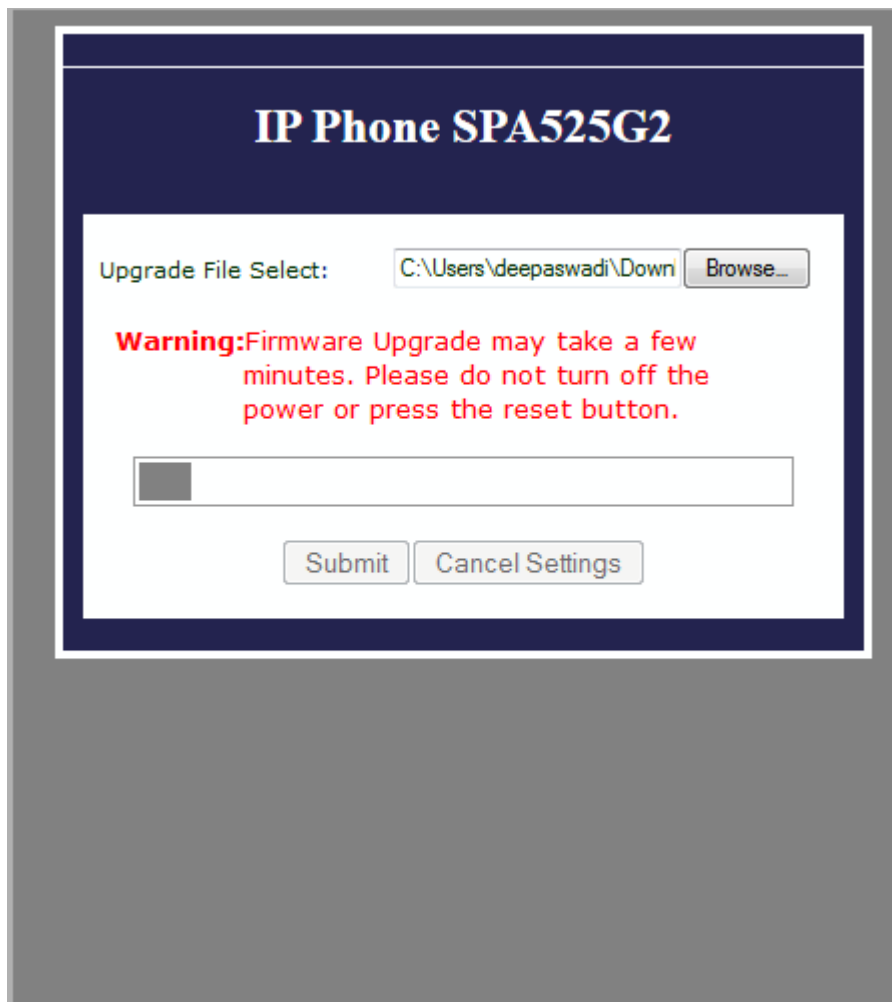 IP Phone SPA525G2
Upgrade File Select: C:\Users\deepaswadi\Down Browse...
Warning:Firmware Upgrade may take a few
minutes. Please do not turn off the
power or press the reset button.
Submit Cancel Settings